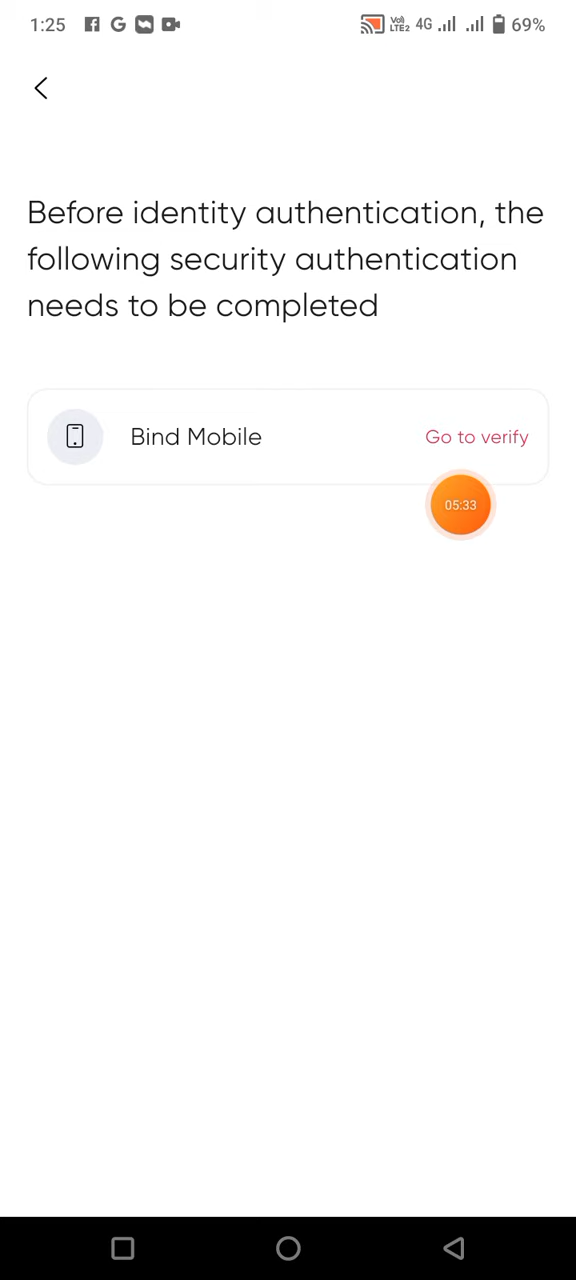 1:25 G Vo) LTE2 4G 69%
Before identity authentication, the
following security authentication
needs to be completed
Bind Mobile Go to verify
05:33